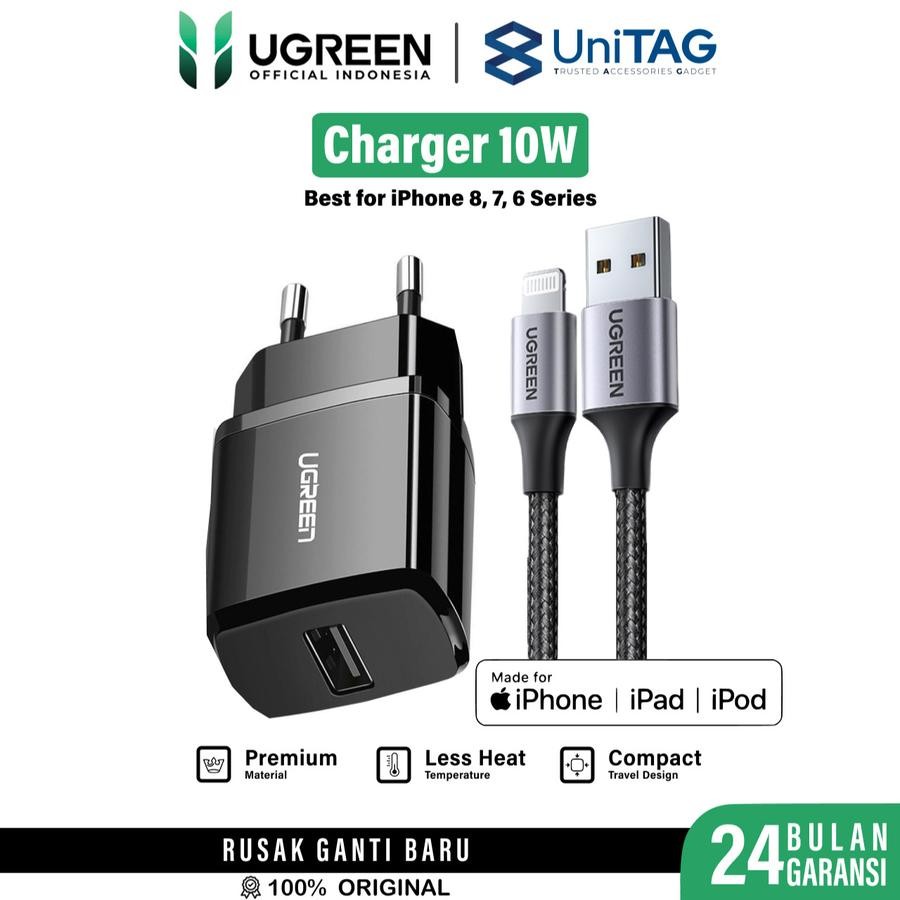 UGREEN
OFFICIAL INDONESIA
UniTAG
TRUSTED ACCESSORIES GADGET
Charger 10W
Best for iPhone 8, 7, 6 Series
UGREEN
UGREEN
UGREEN
Made for
iPhone | iPad | iPod
Premium
Material
Less Heat
Temperature
Compact
Travel Design
RUSAK GANTI BARU
100% ORIGINAL
24 BULAN
GARANSI